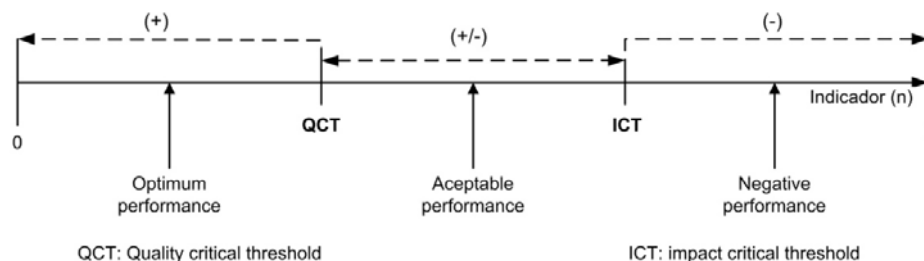 (+)
(+/-)
(-)
Indicador (n)
0
QCT
ICT
Optimum
performance
Aceptable
performance
Negative
performance
QCT: Quality critical threshold
ICT: impact critical threshold